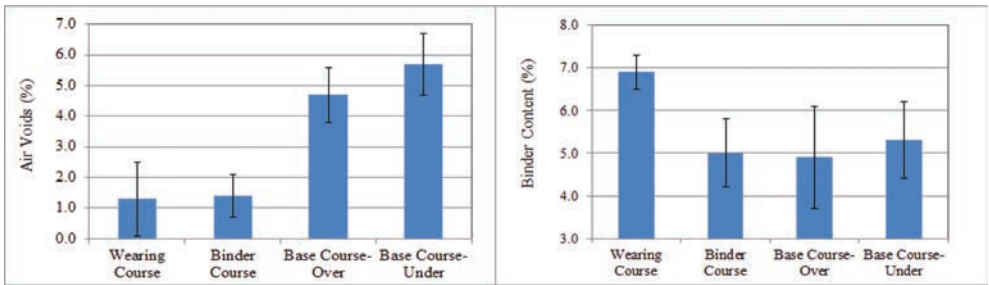 7.0
6.0
5.0
4.0
3.0
2.0
1.0
0.0
Air Voids (%)
Wearing Course
Binder Course
Base Course-Over
Base Course-Under
8.0
7.0
6.0
5.0
4.0
3.0
Binder Content (%)
Wearing Course
Binder Course
Base Course-Over
Base Course-Under